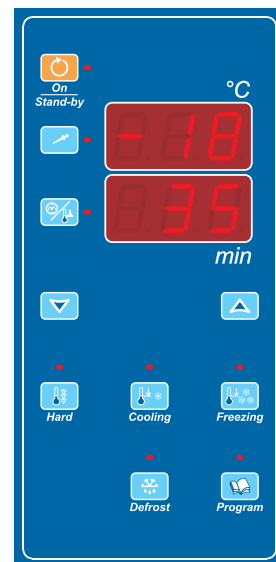 On
Stand-by
°C
-18
35
min
Hard
Cooling
Freezing
Defrost
Program